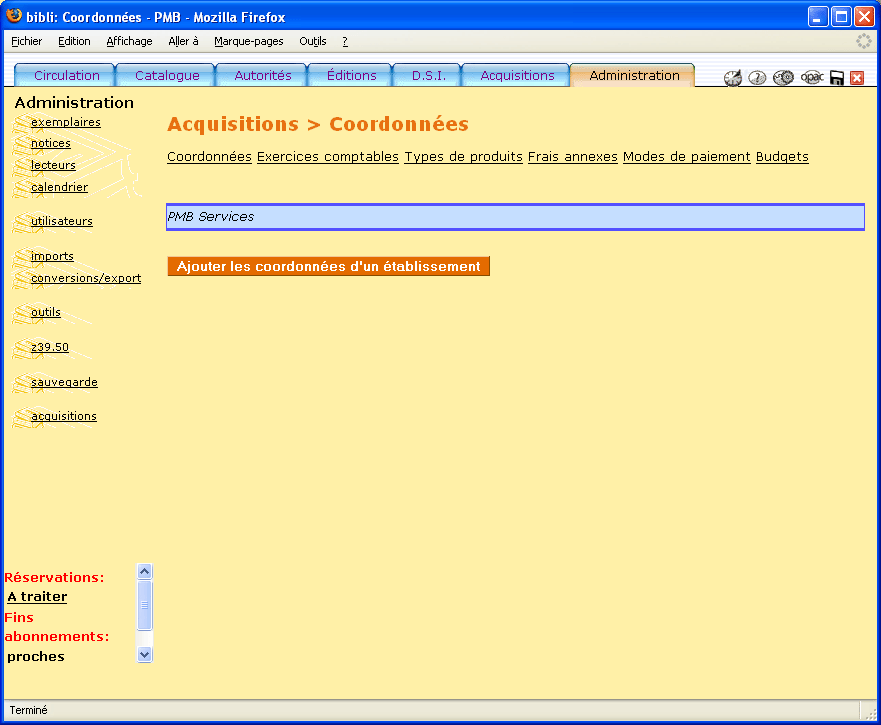 bibli: Coordonnées - PMB - Mozilla Firefox
Fichier Edition Affichage Aller à Marque-pages Outils ?
Circulation Catalogue Autorités Éditions D.S.I. Acquisitions Administration ? opac
Administration
exemplaires
notices
lecteurs
calendrier
utilisateurs
imports
conversions/export
outils
z39.50
sauvegarde
acquisitions
Acquisitions > Coordonnées
Coordonnées Exercices comptables Types de produits Frais annexes Modes de paiement Budgets
PMB Services
Ajouter les coordonnées d'un établissement
Réservations:
A traiter
Fins
abonnements:
proches
Terminé